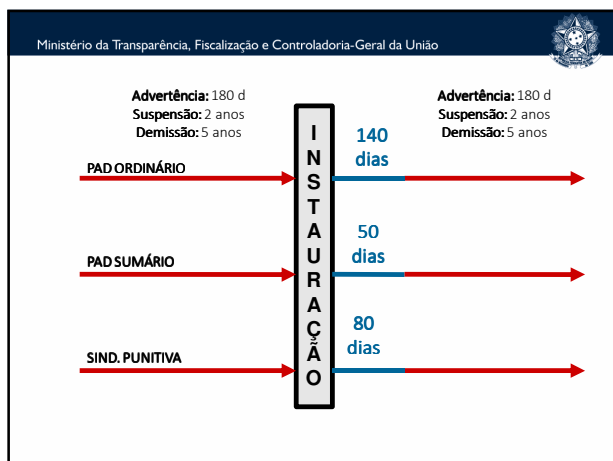 Ministério da Transparência, Fiscalização e Controladoria-Geral da União
Advertência: 180 d
Suspensão: 2 anos
Demissão: 5 anos
Advertência: 180 d
Suspensão: 2 anos
Demissão: 5 anos
INSTAURAÇÃO
PAD ORDINÁRIO
140
dias
PAD SUMÁRIO
50
dias
SIND. PUNITIVA
80
dias